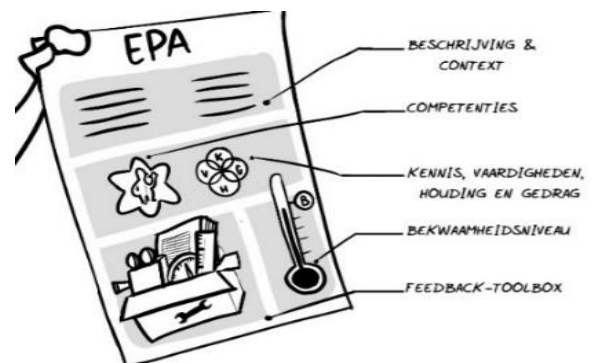 EPA
BESCHRIJVING &
CONTEXT
COMPETENTIES
K
V G
H
KENNIS, VAARDIGHEDEN,
HOUDING EN GEDRAG
B
BEKWAAMHEIDSNIVEAU
FEEDBACK-TOOLBOX